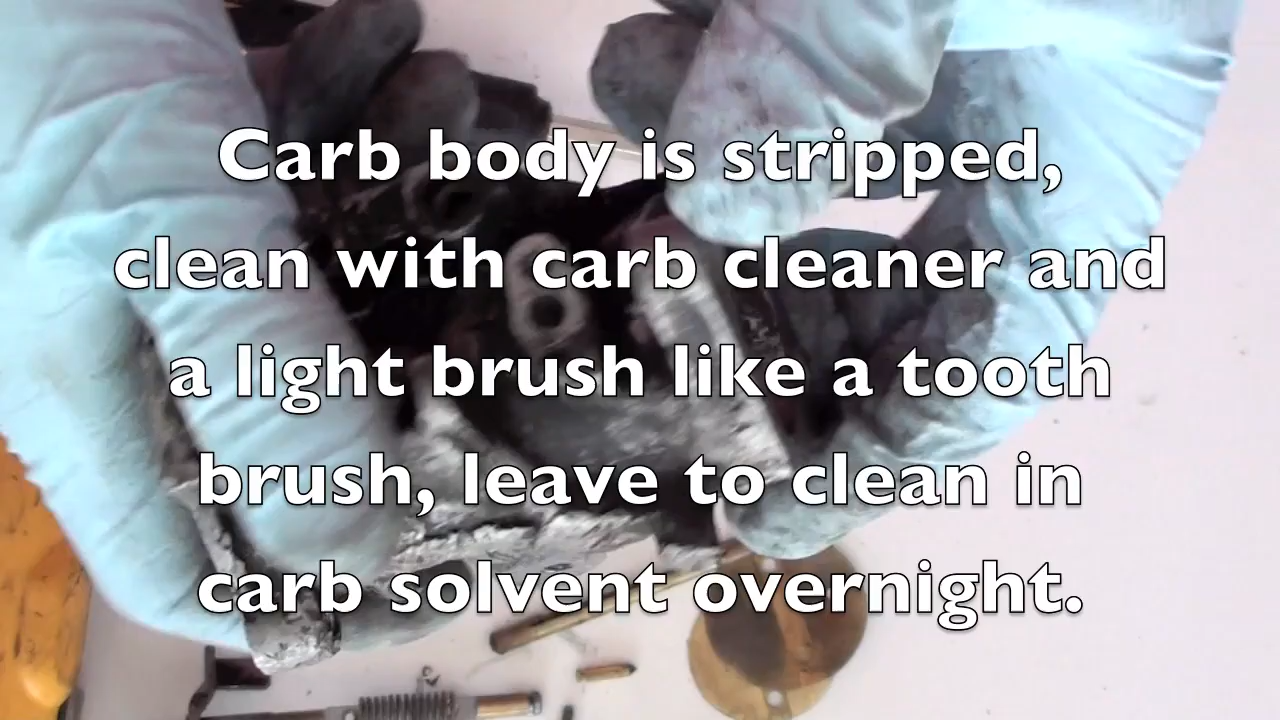 Carb body is stripped,
clean with carb cleaner and
a light brush like a tooth
brush, leave to clean in
carb solvent overnight.